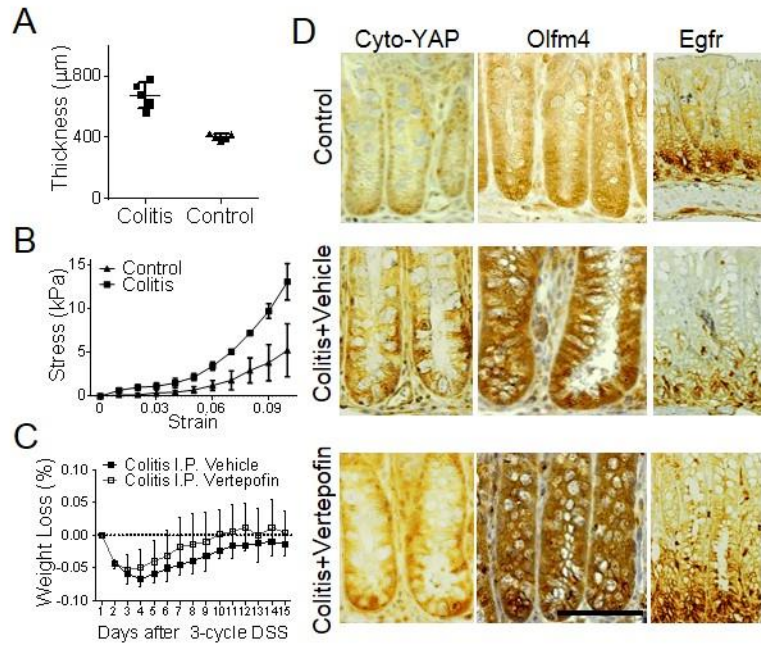 A
Thickness (µm)
800
400
0
Colitis
Control
B
Stress (kPa)
15
10
5
0
Control
Colitis
0
0.03
0.06
0.09
Strain
C
Weight Loss (%)
0.10
0.05
0.00
-0.05
-0.10
Colitis I.P. Vehicle
Colitis I.P. Vertepofin
1 2 3 4 5 6 7 8 9 10 11 12 13 14 15
Days after 3-cycle DSS
D
Cyto-YAP
Olfm4
Egfr
Control
Colitis+Vehicle
Colitis+Vertepofin